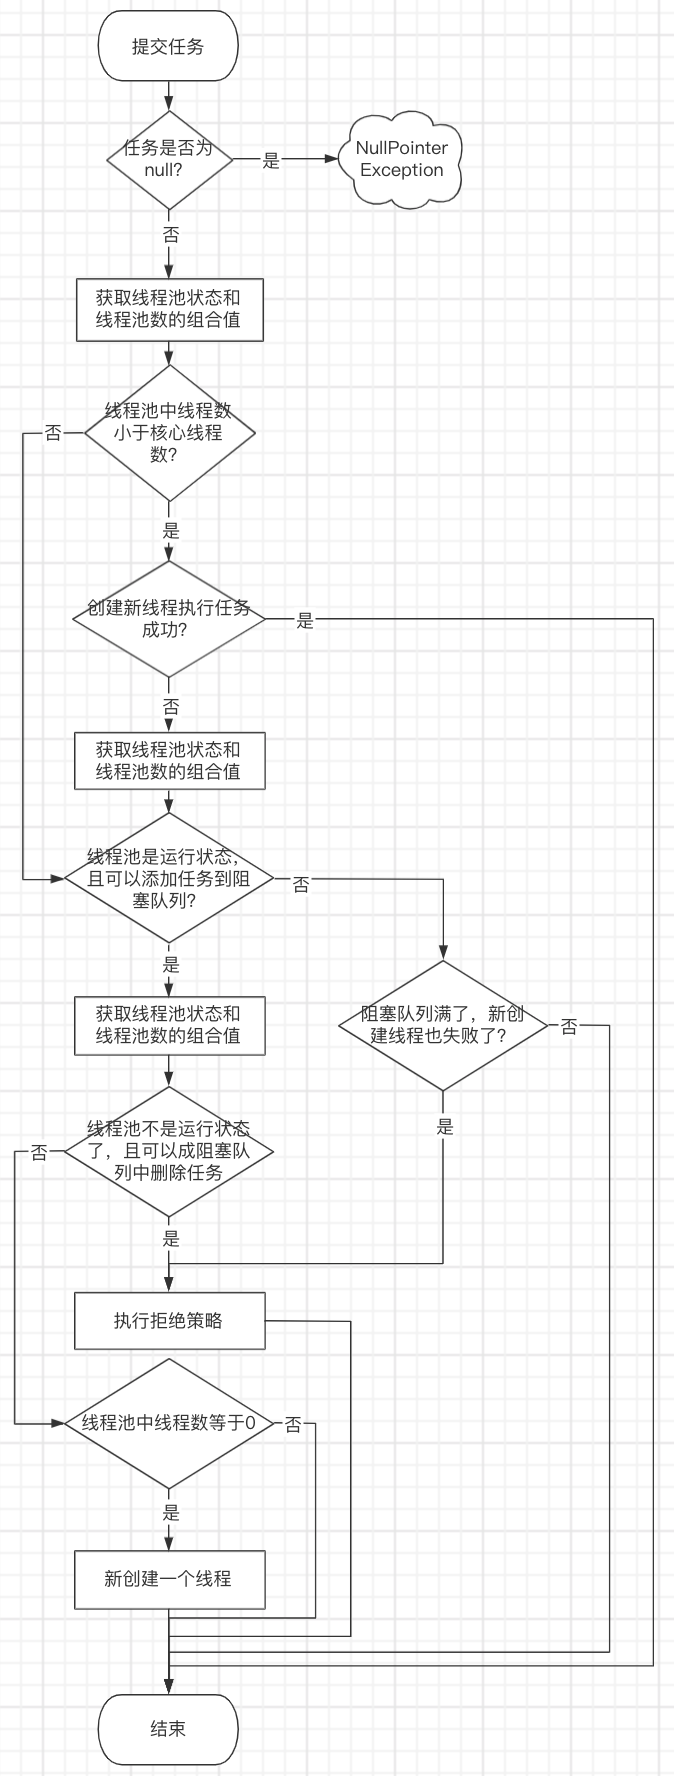 提交任务
任务是否为
null?
是
NullPointer
Exception
否
获取线程池状态和
线程池数的组合值
线程池中线程数
小于核心线程
数?
否
是
创建新线程执行任务
成功?
是
否
获取线程池状态和
线程池数的组合值
线程池是运行状态，
且可以添加任务到阻
塞队列?
否
是
获取线程池状态和
线程池数的组合值
阻塞队列满了，新创
建线程也失败了?
否
是
线程池不是运行状态
了，且可以成阻塞队
列中删除任务
否
是
执行拒绝策略
线程池中线程数等于0
否
是
新创建一个线程
结束